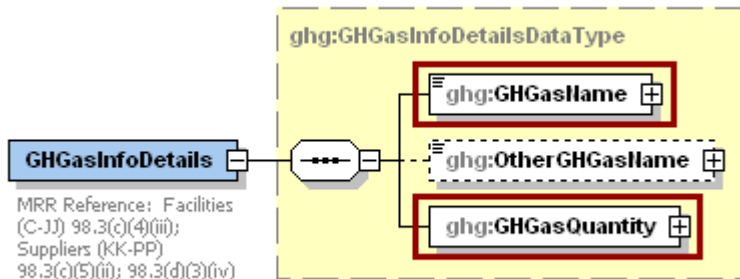 ghg:GHGasInfoDetailsDataType
ghg:GHGasName
GHGasInfoDetails
ghg:OtherGHGasName
MRR Reference: Facilities
(C-JJ) 98.3(c)(4)(iii);
Suppliers (KK-PP)
98.3(c)(5)(ii); 98.3(d)(3)(iv)
ghg:GHGasQuantity